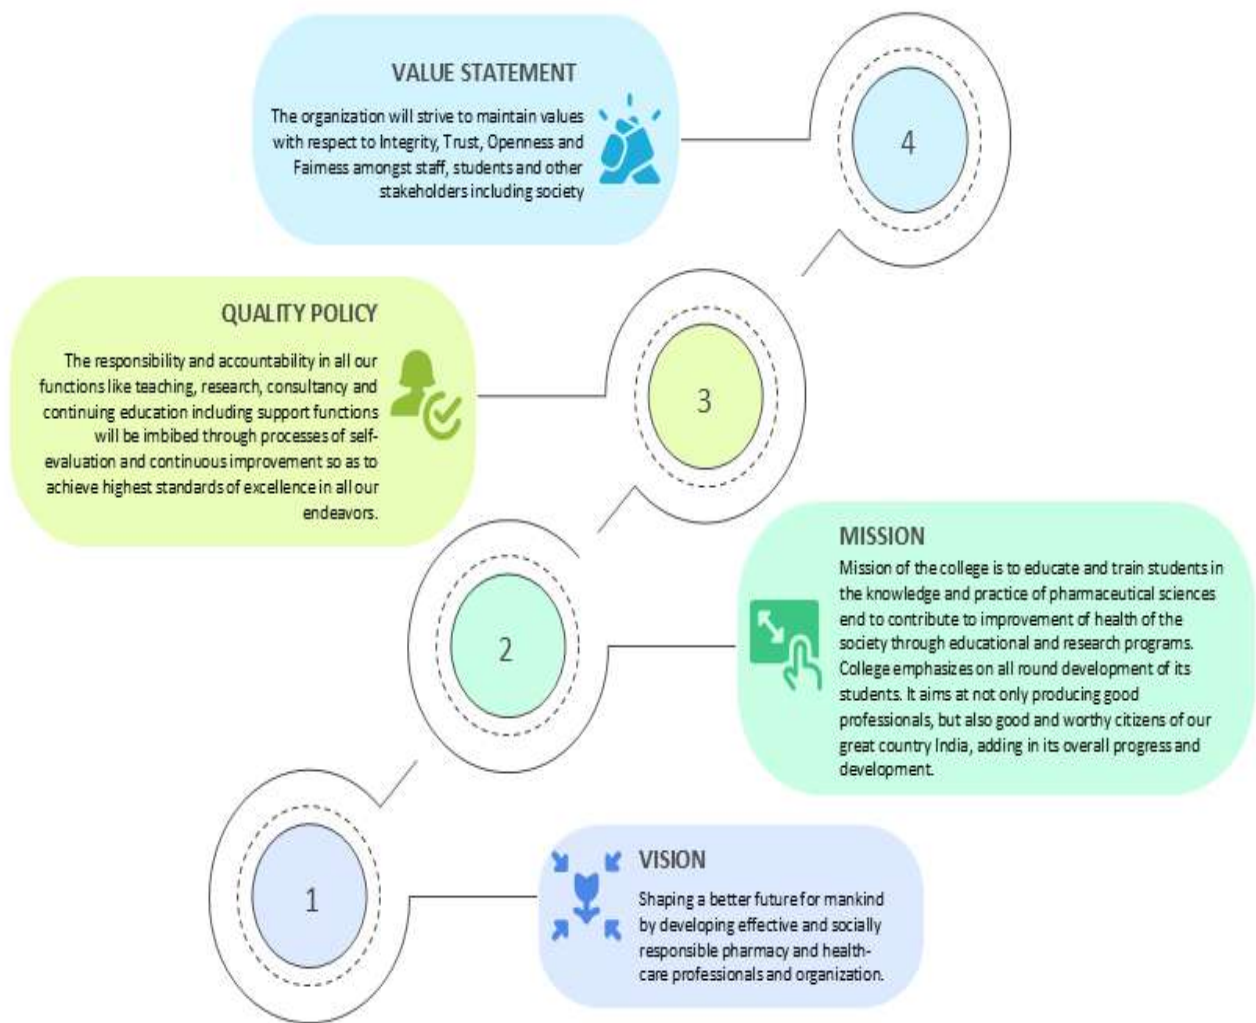 VALUE STATEMENT
The organization will strive to maintain values
with respect to Integrity, Trust, Openness and
Fairness amongst staff, students and other
stakeholders including society
4
QUALITY POLICY
The responsibility and accountability in all our
functions like teaching, research, consultancy and
continuing education including support functions
will be imbibed through processes of self-
evaluation and continuous improvement so as to
achieve highest standards of excellence in all our
endeavors.
3
MISSION
Mission of the college is to educate and train students in
the knowledge and practice of pharmaceutical sciences
end to contribute to improvement of health of the
society through educational and research programs.
College emphasizes on all round development of its
students. It aims at not only producing good
professionals, but also good and worthy citizens of our
great country India, adding in its overall progress and
development.
2
VISION
Shaping a better future for mankind
by developing effective and socially
responsible pharmacy and health-
care professionals and organization.
1